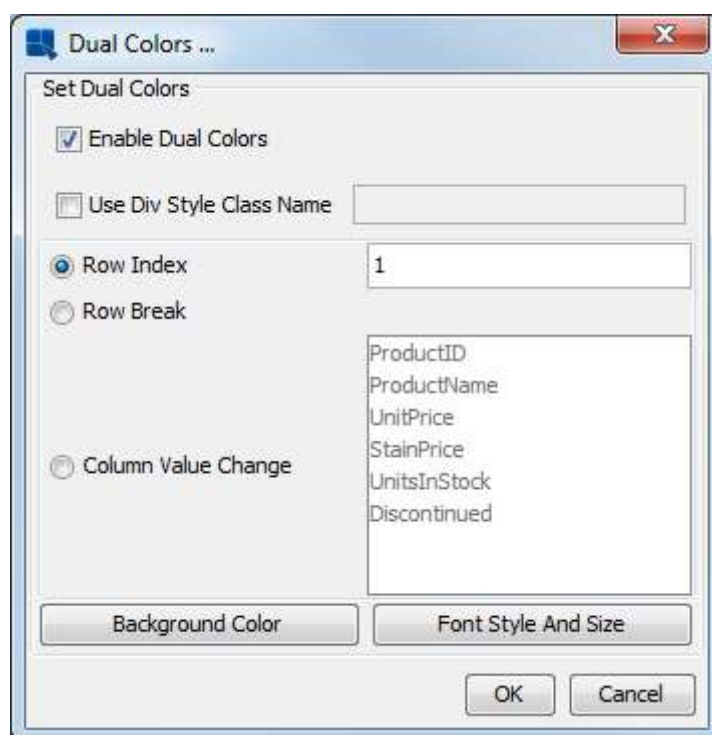 Dual Colors ...
Set Dual Colors
Enable Dual Colors
Use Div Style Class Name
Row Index 1
Row Break
ProductID
ProductName
UnitPrice
StainPrice
Column Value Change
UnitsInStock
Discontinued
Background Color Font Style And Size
OK Cancel